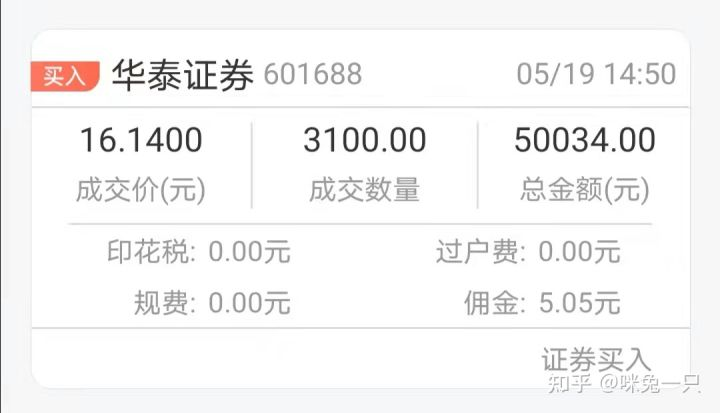 买入 华泰证券 601688 05/19 14:50
16.1400 3100.00 50034.00
成交价(元) 成交数量 总金额(元)
印花税: 0.00元 过户费: 0.00元
规费: 0.00元 佣金: 5.05元
证券买入
知乎 @咪兔一只